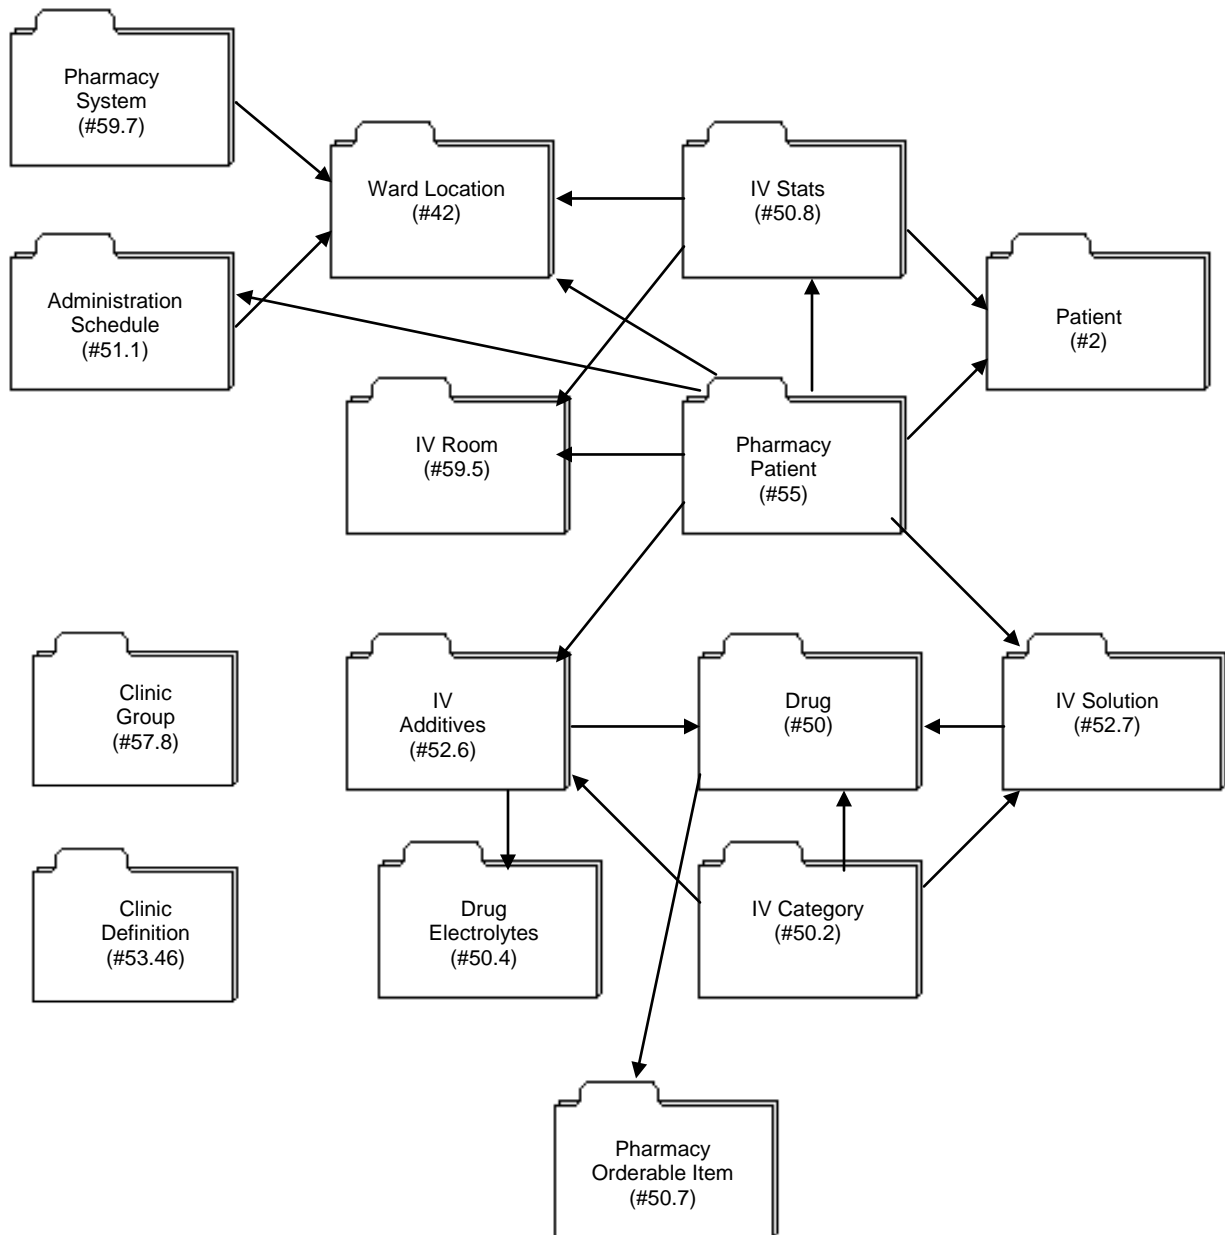 Pharmacy
System
(#59.7)
Ward Location
(#42)
IV Stats
(#50.8)
Administration
Schedule
(#51.1)
Patient
(#2)
IV Room
(#59.5)
Pharmacy
Patient
(#55)
Clinic
Group
(#57.8)
IV
Additives
(#52.6)
Drug
(#50)
IV Solution
(#52.7)
Clinic
Definition
(#53.46)
Drug
Electrolytes
(#50.4)
IV Category
(#50.2)
Pharmacy
Orderable Item
(#50.7)